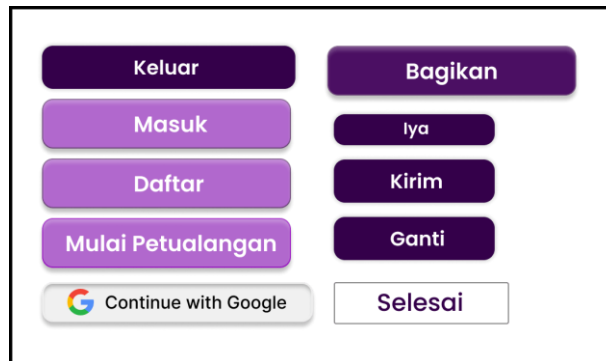 Keluar
Masuk
Daftar
Mulai Petualangan
Continue with Google
Bagikan
Iya
Kirim
Ganti
Selesai